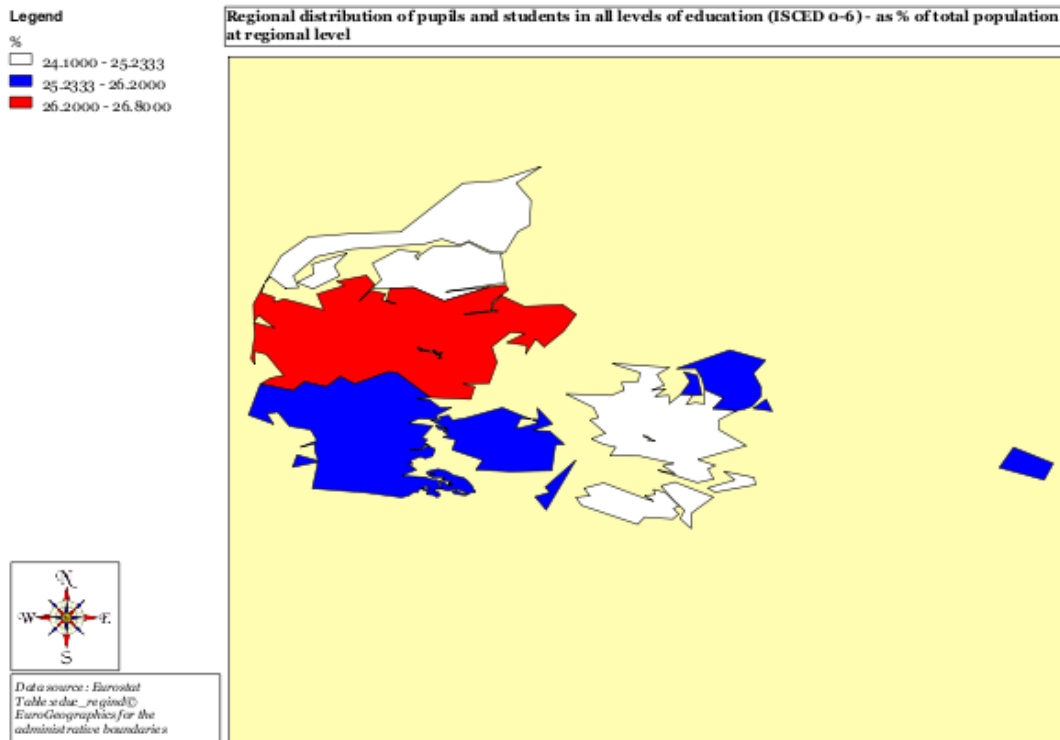 Legend
%
24.1000 - 25.2333
25.2333 - 26.2000
26.2000 - 26.8000
Regional distribution of pupils and students in all levels of education (ISCED 0-6) - as % of total population
at regional level
N
W E
S
Data source : Eurostat
Table :educ_regind©
EuroGeographics for the
administrative boundaries